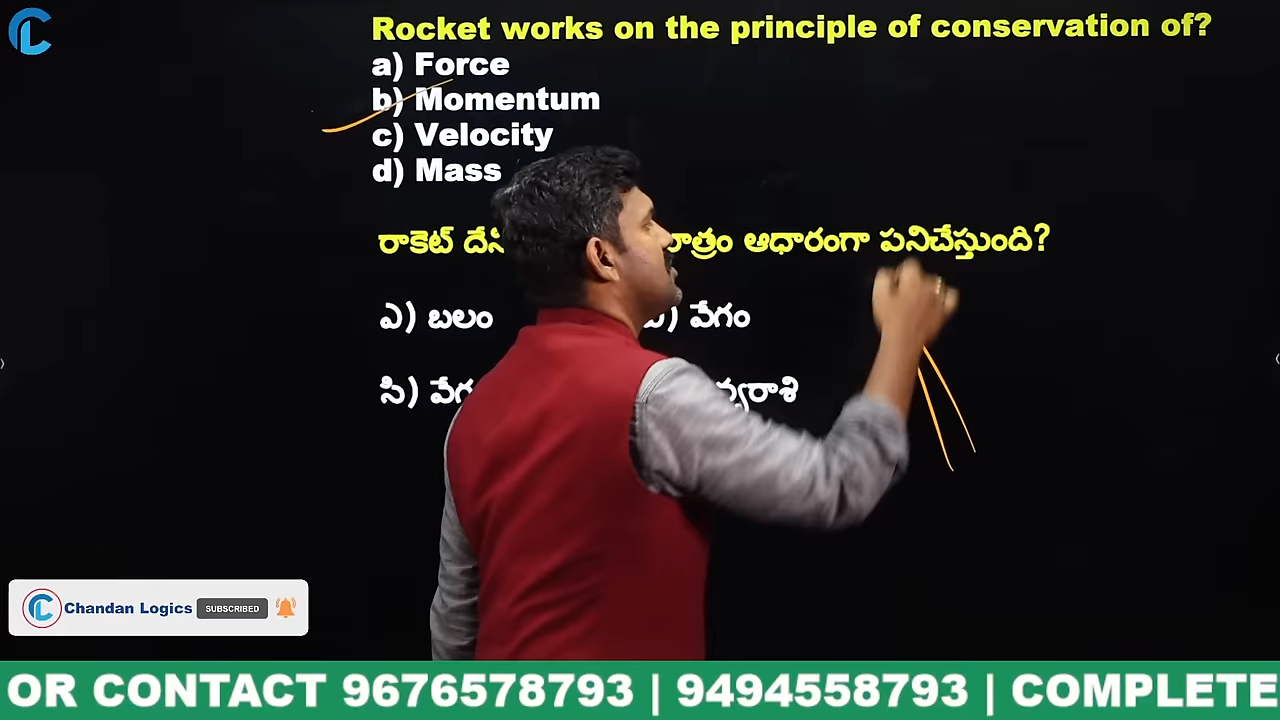 Rocket works on the principle of conservation of?
a) Force
b) Momentum
c) Velocity
d) Mass
రాకెట్ ఆధారంగా పనిచేస్తుంది?
ఎ) బలం
) వేగం
సి)
Chandan Logics SUBSCRIBED
OR CONTACT 9676578793 | 9494558793 | COMPLETE